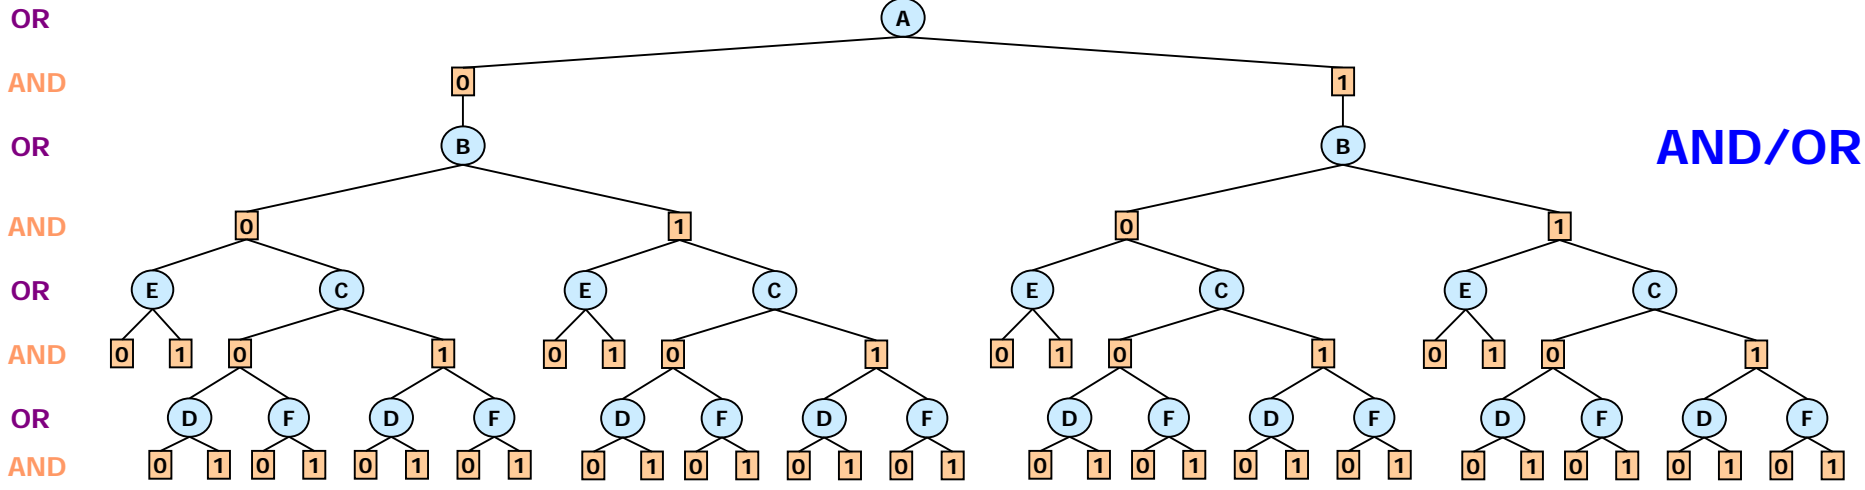 OR A
AND 0 1
OR B B AND/OR
AND 0 1 0 1
OR E C E C E C E C
AND 0 1 0 1 0 1 0 1 0 1 0 1 0 1 0 1
OR D F D F D F D F D F D F D F D F
AND 0 1 0 1 0 1 0 1 0 1 0 1 0 1 0 1 0 1 0 1 0 1 0 1 0 1 0 1 0 1 0 1